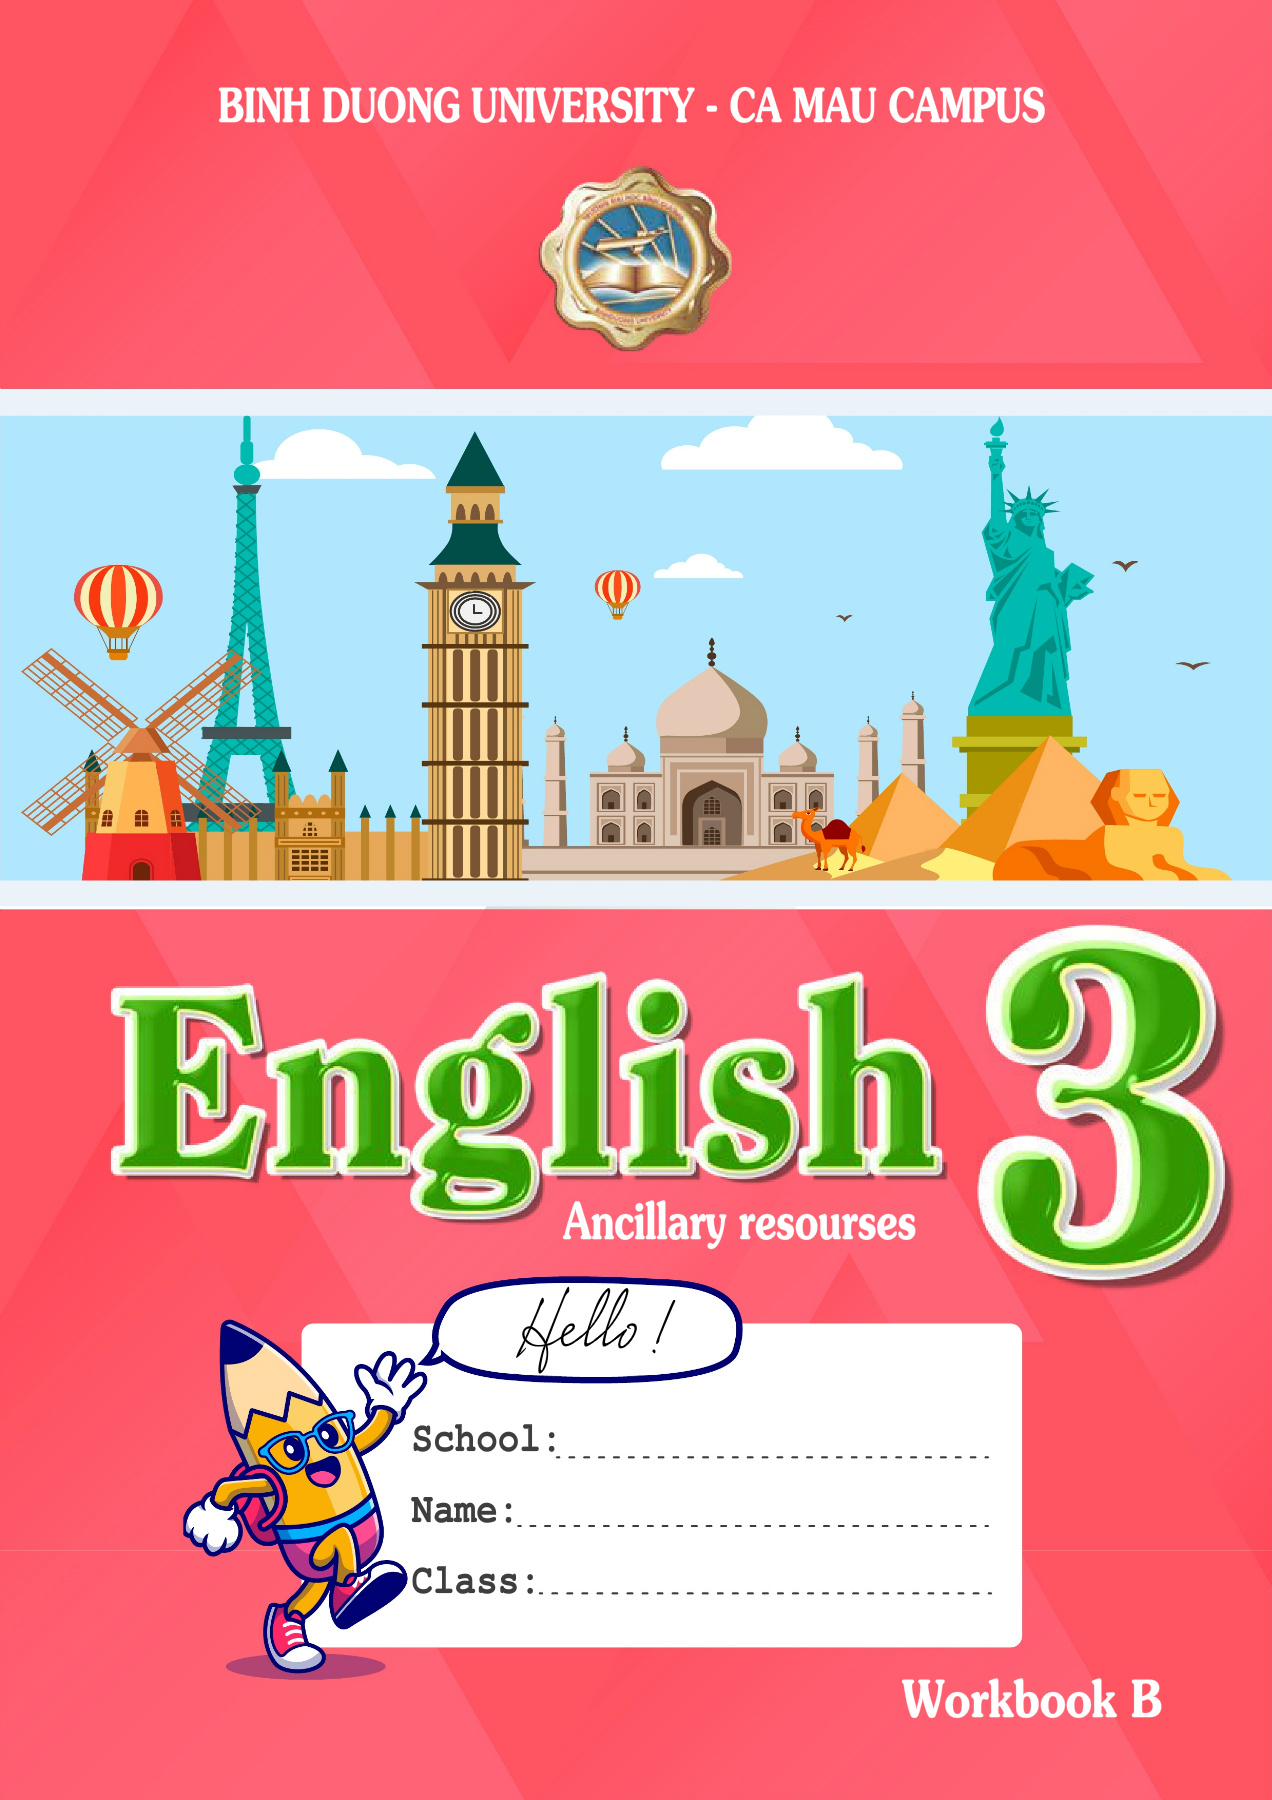 BINH DUONG UNIVERSITY - CA MAU CAMPUS
English 3
Ancillary resourses
Hello !
School:
Name:
Class:
Workbook B